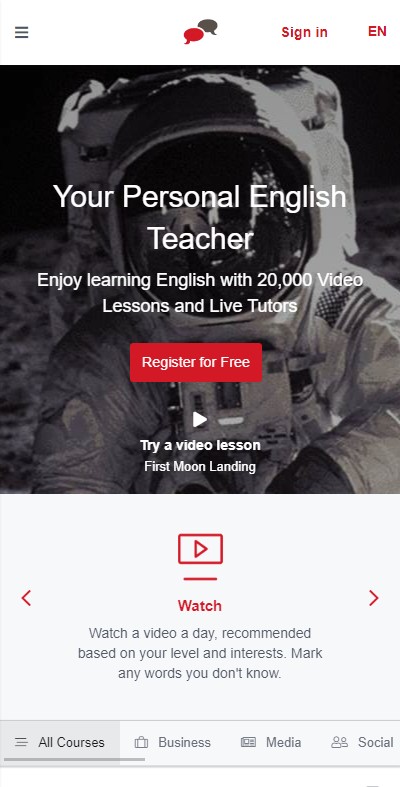 Sign in
EN
Your Personal English
Teacher
Enjoy learning English with 20,000 Video
Lessons and Live Tutors
Register for Free
Try a video lesson
First Moon Landing
Watch
Watch a video a day, recommended
based on your level and interests. Mark
any words you don't know.
All Courses
Business
Media
Social